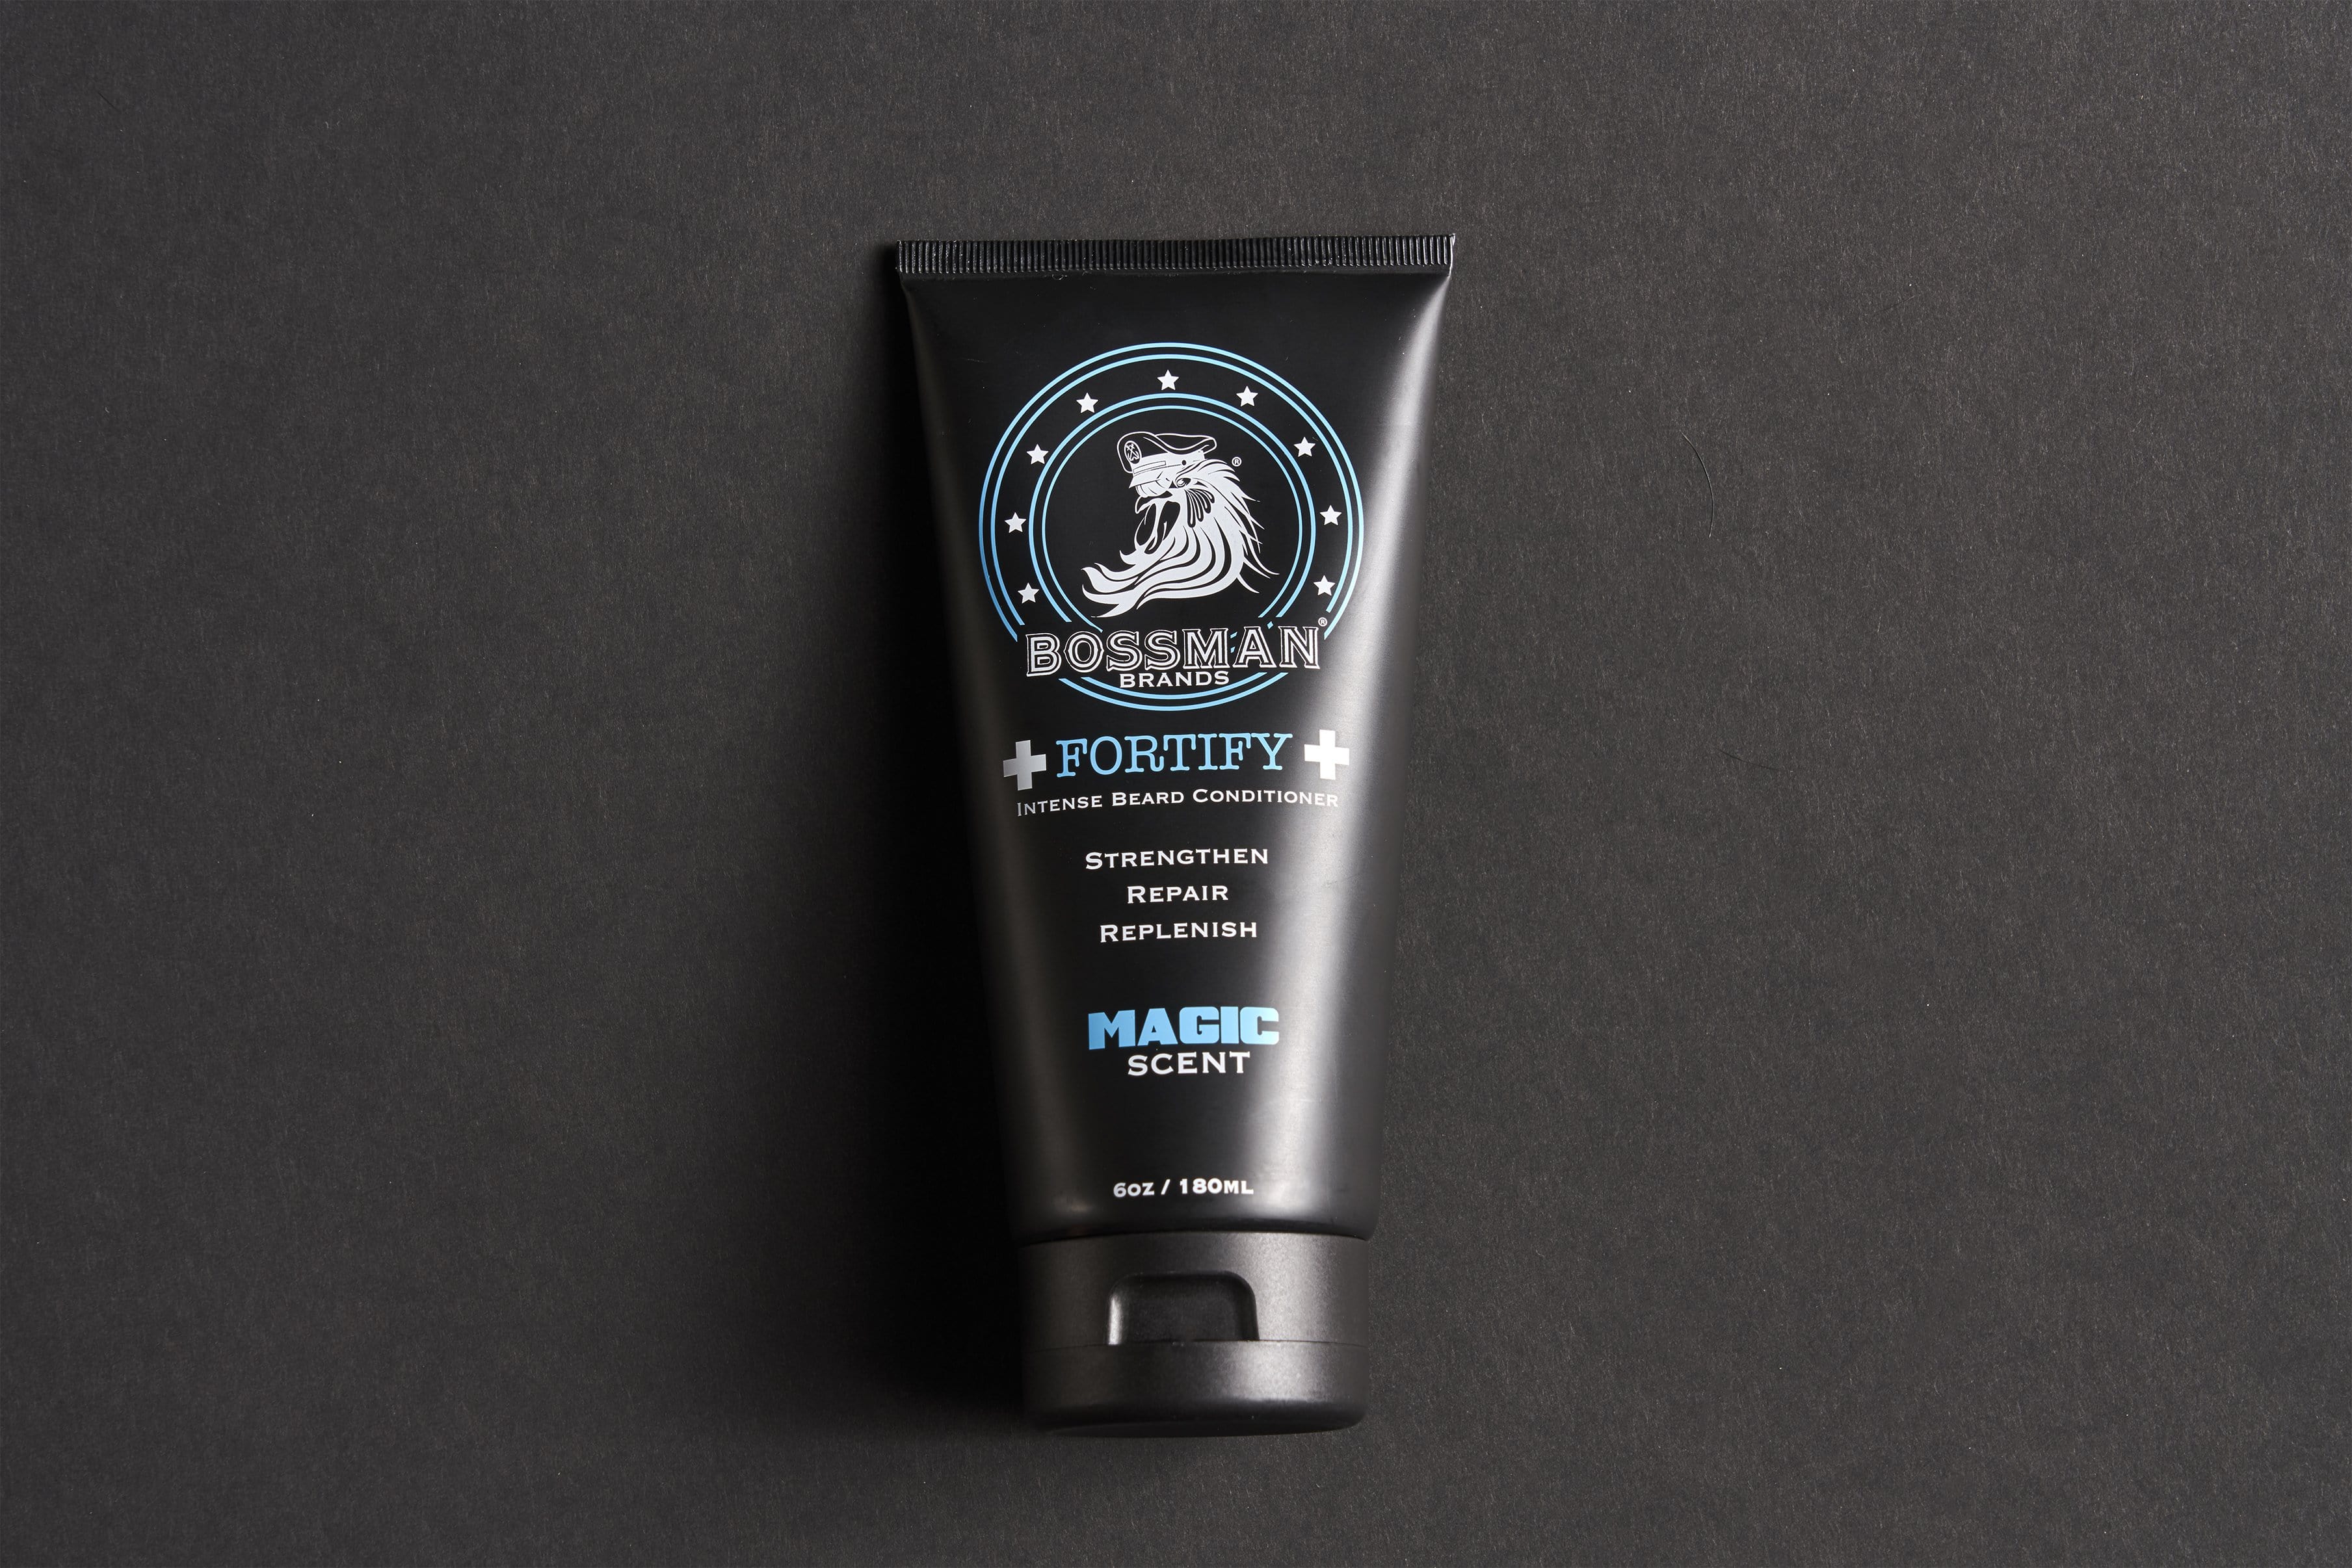 ®
BOSSMAN®
BRANDS
FORTIFY
INTENSE BEARD CONDITIONER
STRENGTHEN
REPAIR
REPLENISH
MAGIC
SCENT
6OZ / 180ML